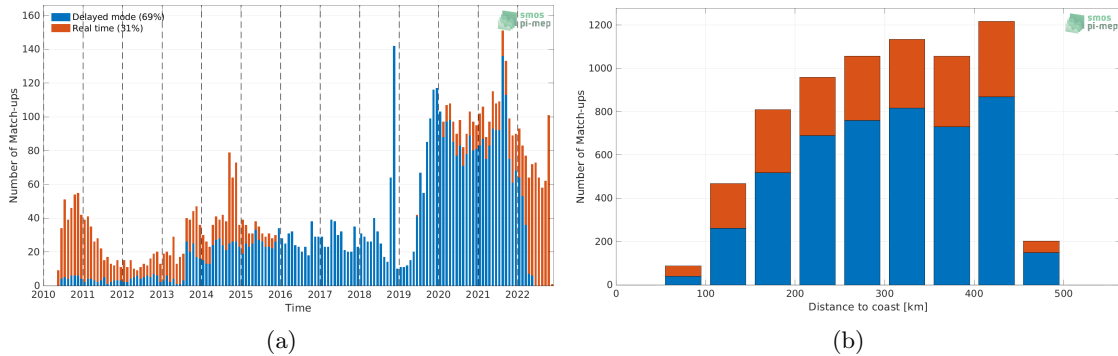 Delayed mode (69%)
Real time (31%)
smos
pi-mep
Number of Match-ups
160
140
120
100
80
60
40
20
0
2010 2011 2012 2013 2014 2015 2016 2017 2018 2019 2020 2021 2022
Time
(a)
smos
pi-mep
Number of Match-ups
1200
1000
800
600
400
200
0
0 100 200 300 400 500
Distance to coast [km]
(b)